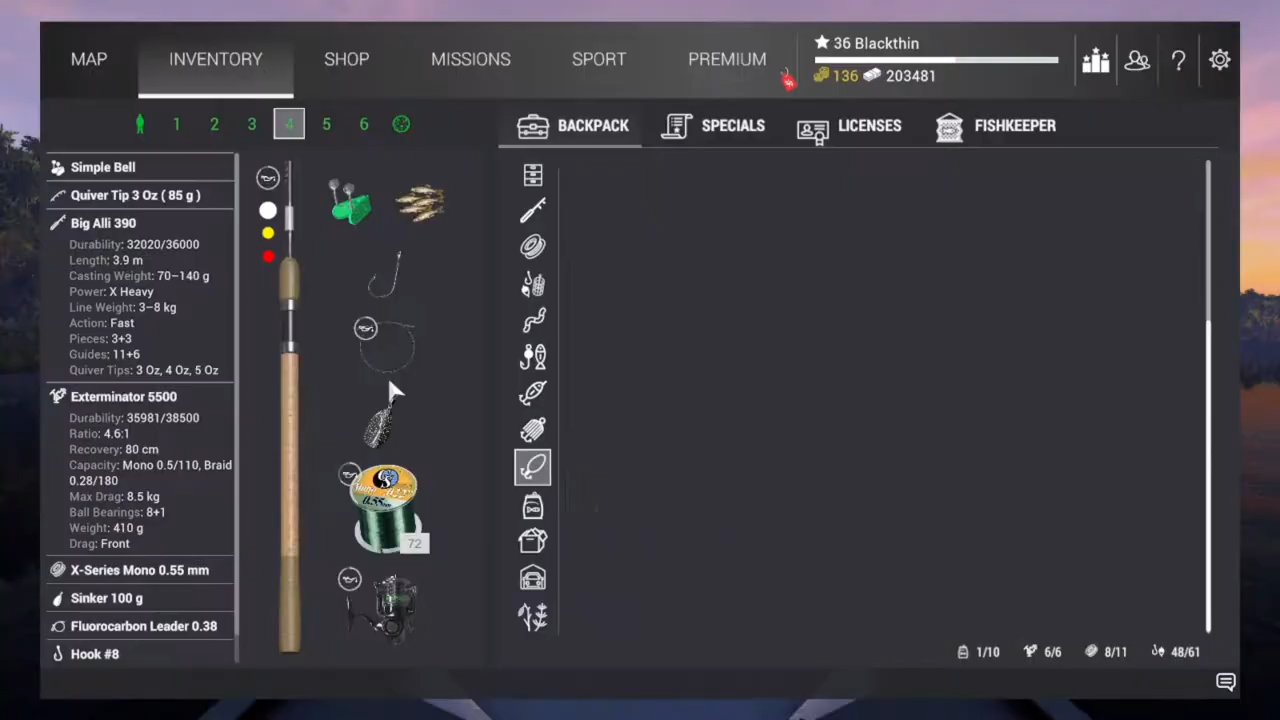 MAP
INVENTORY
SHOP
MISSIONS
SPORT
PREMIUM
36 Blackthin
136 203481
?
1 2 3 4 5 6
BACKPACK
SPECIALS
LICENSES
FISHKEEPER
Simple Bell
Quiver Tip 3 Oz ( 85 g )
Big Alli 390
Durability: 32020/36000
Length: 3.9 m
Casting Weight: 70–140 g
Power: X Heavy
Line Weight: 3–8 kg
Action: Fast
Pieces: 3+3
Guides: 11+6
Quiver Tips: 3 Oz, 4 Oz, 5 Oz
Exterminator 5500
Durability: 35981/38500
Ratio: 4.6:1
Recovery: 80 cm
Capacity: Mono 0.5/110, Braid
0.28/180
Max Drag: 8.5 kg
Ball Bearings: 8+1
Weight: 410 g
Drag: Front
X-Series Mono 0.55 mm
Sinker 100 g
Fluorocarbon Leader 0.38
Hook #8
0.55mm
72
1/10
6/6
8/11
48/61